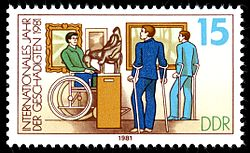 INTERNATIONALES JAHR
DER GESCHÄDIGTEN 1981
15
DDR
1981